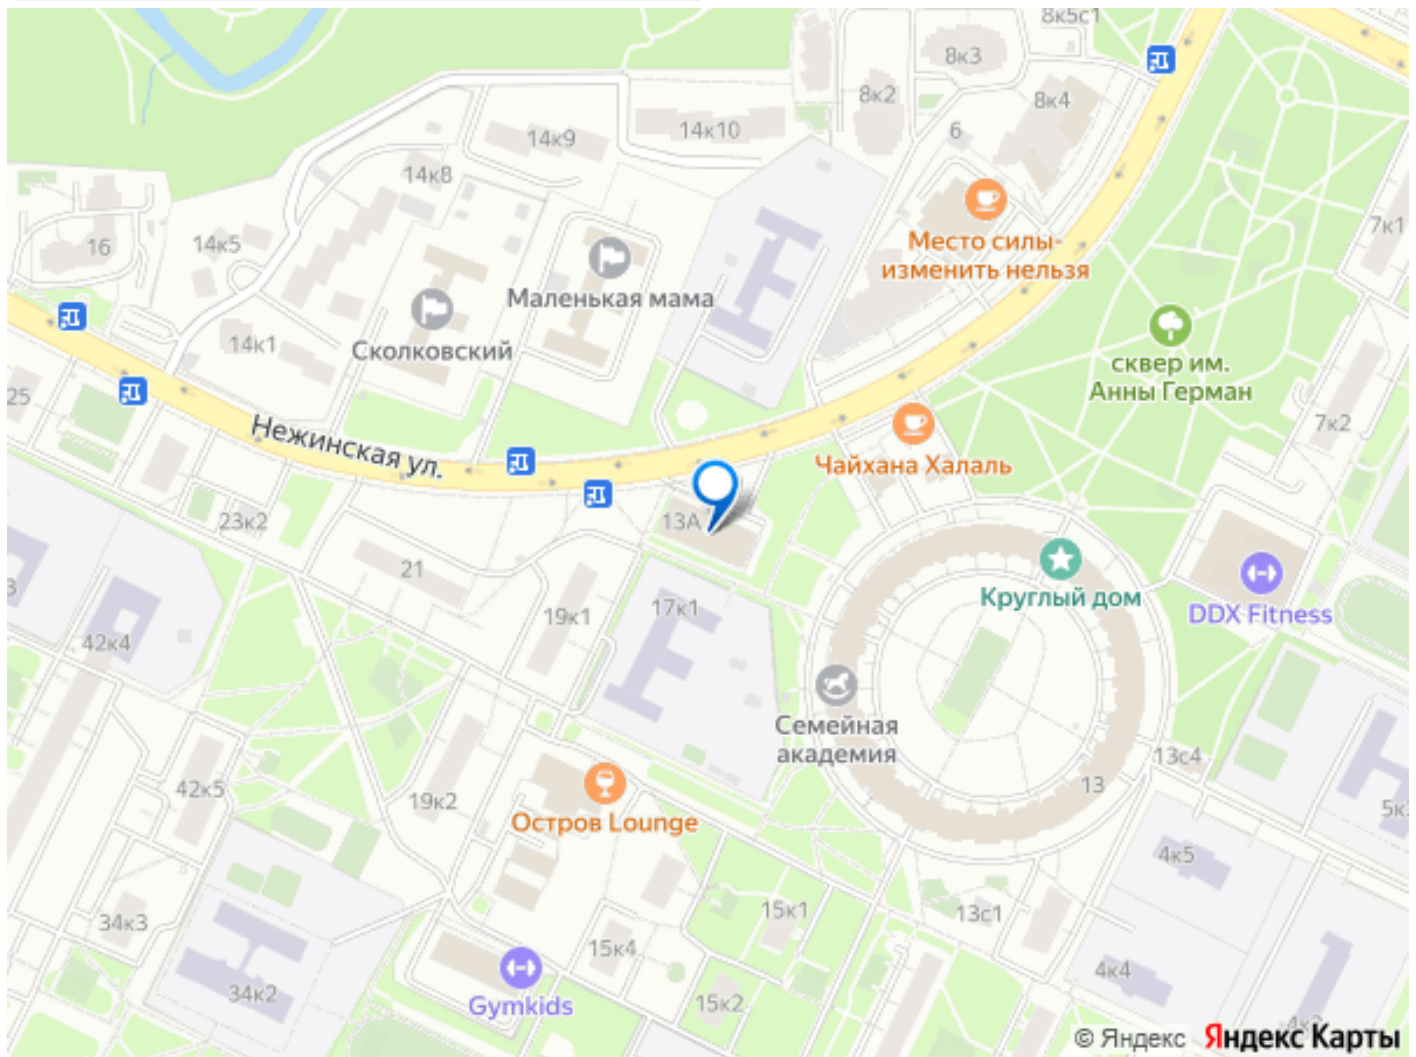 8к5с1
8к3
8к2
8к4
6
14к9
14к10
14к8
7к1
16
14к5
Место силы-
изменить нельзя
Маленькая мама
14к1
Сколковский
сквер им.
Анны Герман
25
7к2
Нежинская ул.
Чайхана Халаль
23к2
13А
21
Круглый дом
DDX Fitness
17к1
19к1
42к4
Семейная
академия
13с4
13
42к5
19к2
Остров Lounge
4к5
15к1
13с1
34к3
15к4
4к4
34к2
Gymkids
15к2
© Яндекс Яндекс Карты